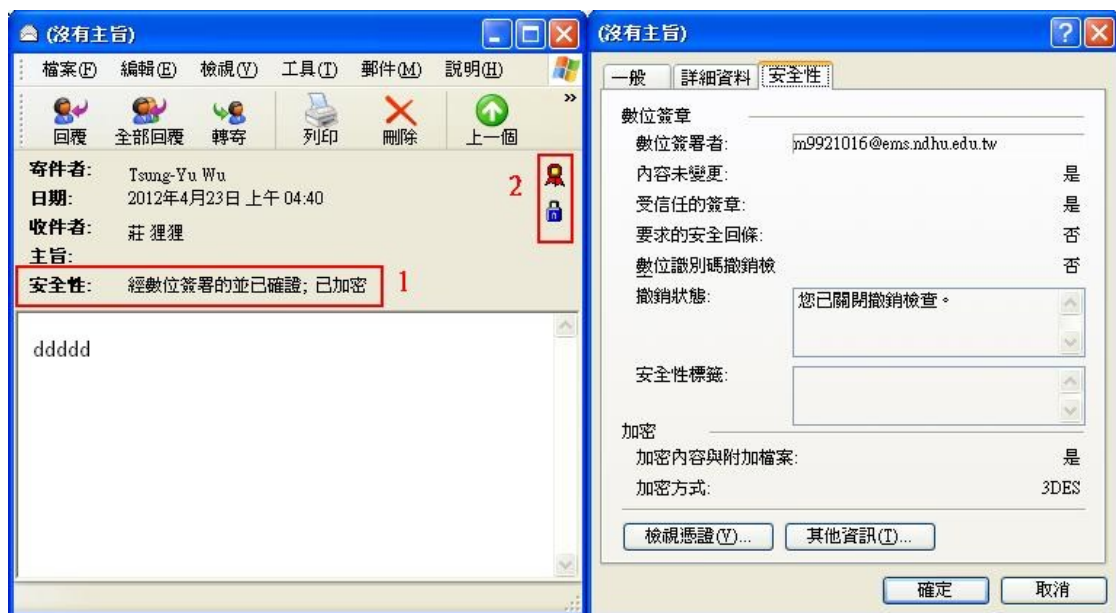 (沒有主旨)
檔案(F) 編輯(E) 檢視(V) 工具(T) 郵件(M) 說明(H)
回覆 全部回覆 轉寄 列印 刪除 上一個 »
寄件者: Tsung-Yu Wu
日期: 2012年4月23日 上午 04:40
收件者: 莊 狸狸
主旨:
安全性: 經數位簽署的並已確證; 已加密
1
2
ddddd
(沒有主旨)
一般 詳細資料 安全性
數位簽章
數位簽署者: m9921016@ems.ndhu.edu.tw
內容未變更: 是
受信任的簽章: 是
要求的安全回條: 否
數位識別碼撤銷檢 否
撤銷狀態: 您已關閉撤銷檢查。
安全性標籤:
加密
加密內容與附加檔案: 是
加密方式: 3DES
檢視憑證(V)... 其他資訊(T)...
確定 取消